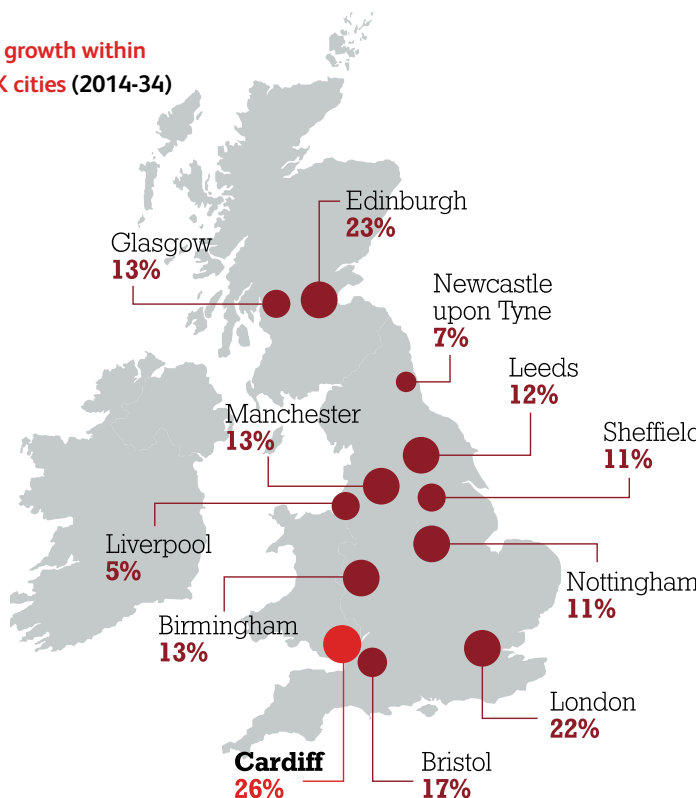 growth within
cities (2014-34)
Edinburgh
23%
Glasgow
13%
Newcastle
upon Tyne
7%
Leeds
12%
Manchester
13%
Sheffield
11%
Liverpool
5%
Nottingham
11%
Birmingham
13%
London
22%
Cardiff
26%
Bristol
17%